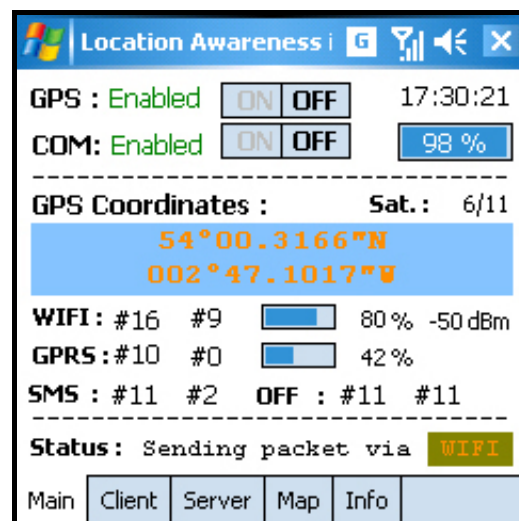 Location Awareness i G
GPS : Enabled ON OFF 17:30:21
COM: Enabled ON OFF 98 %
GPS Coordinates : Sat. : 6/11
54°00.3166"N
002°47.1017"W
WIFI : #16 #9 80 % -50 dBm
GPRS : #10 #0 42 %
SMS : #11 #2 OFF : #11 #11
Status : Sending packet via WIFI
Main Client Server Map Info